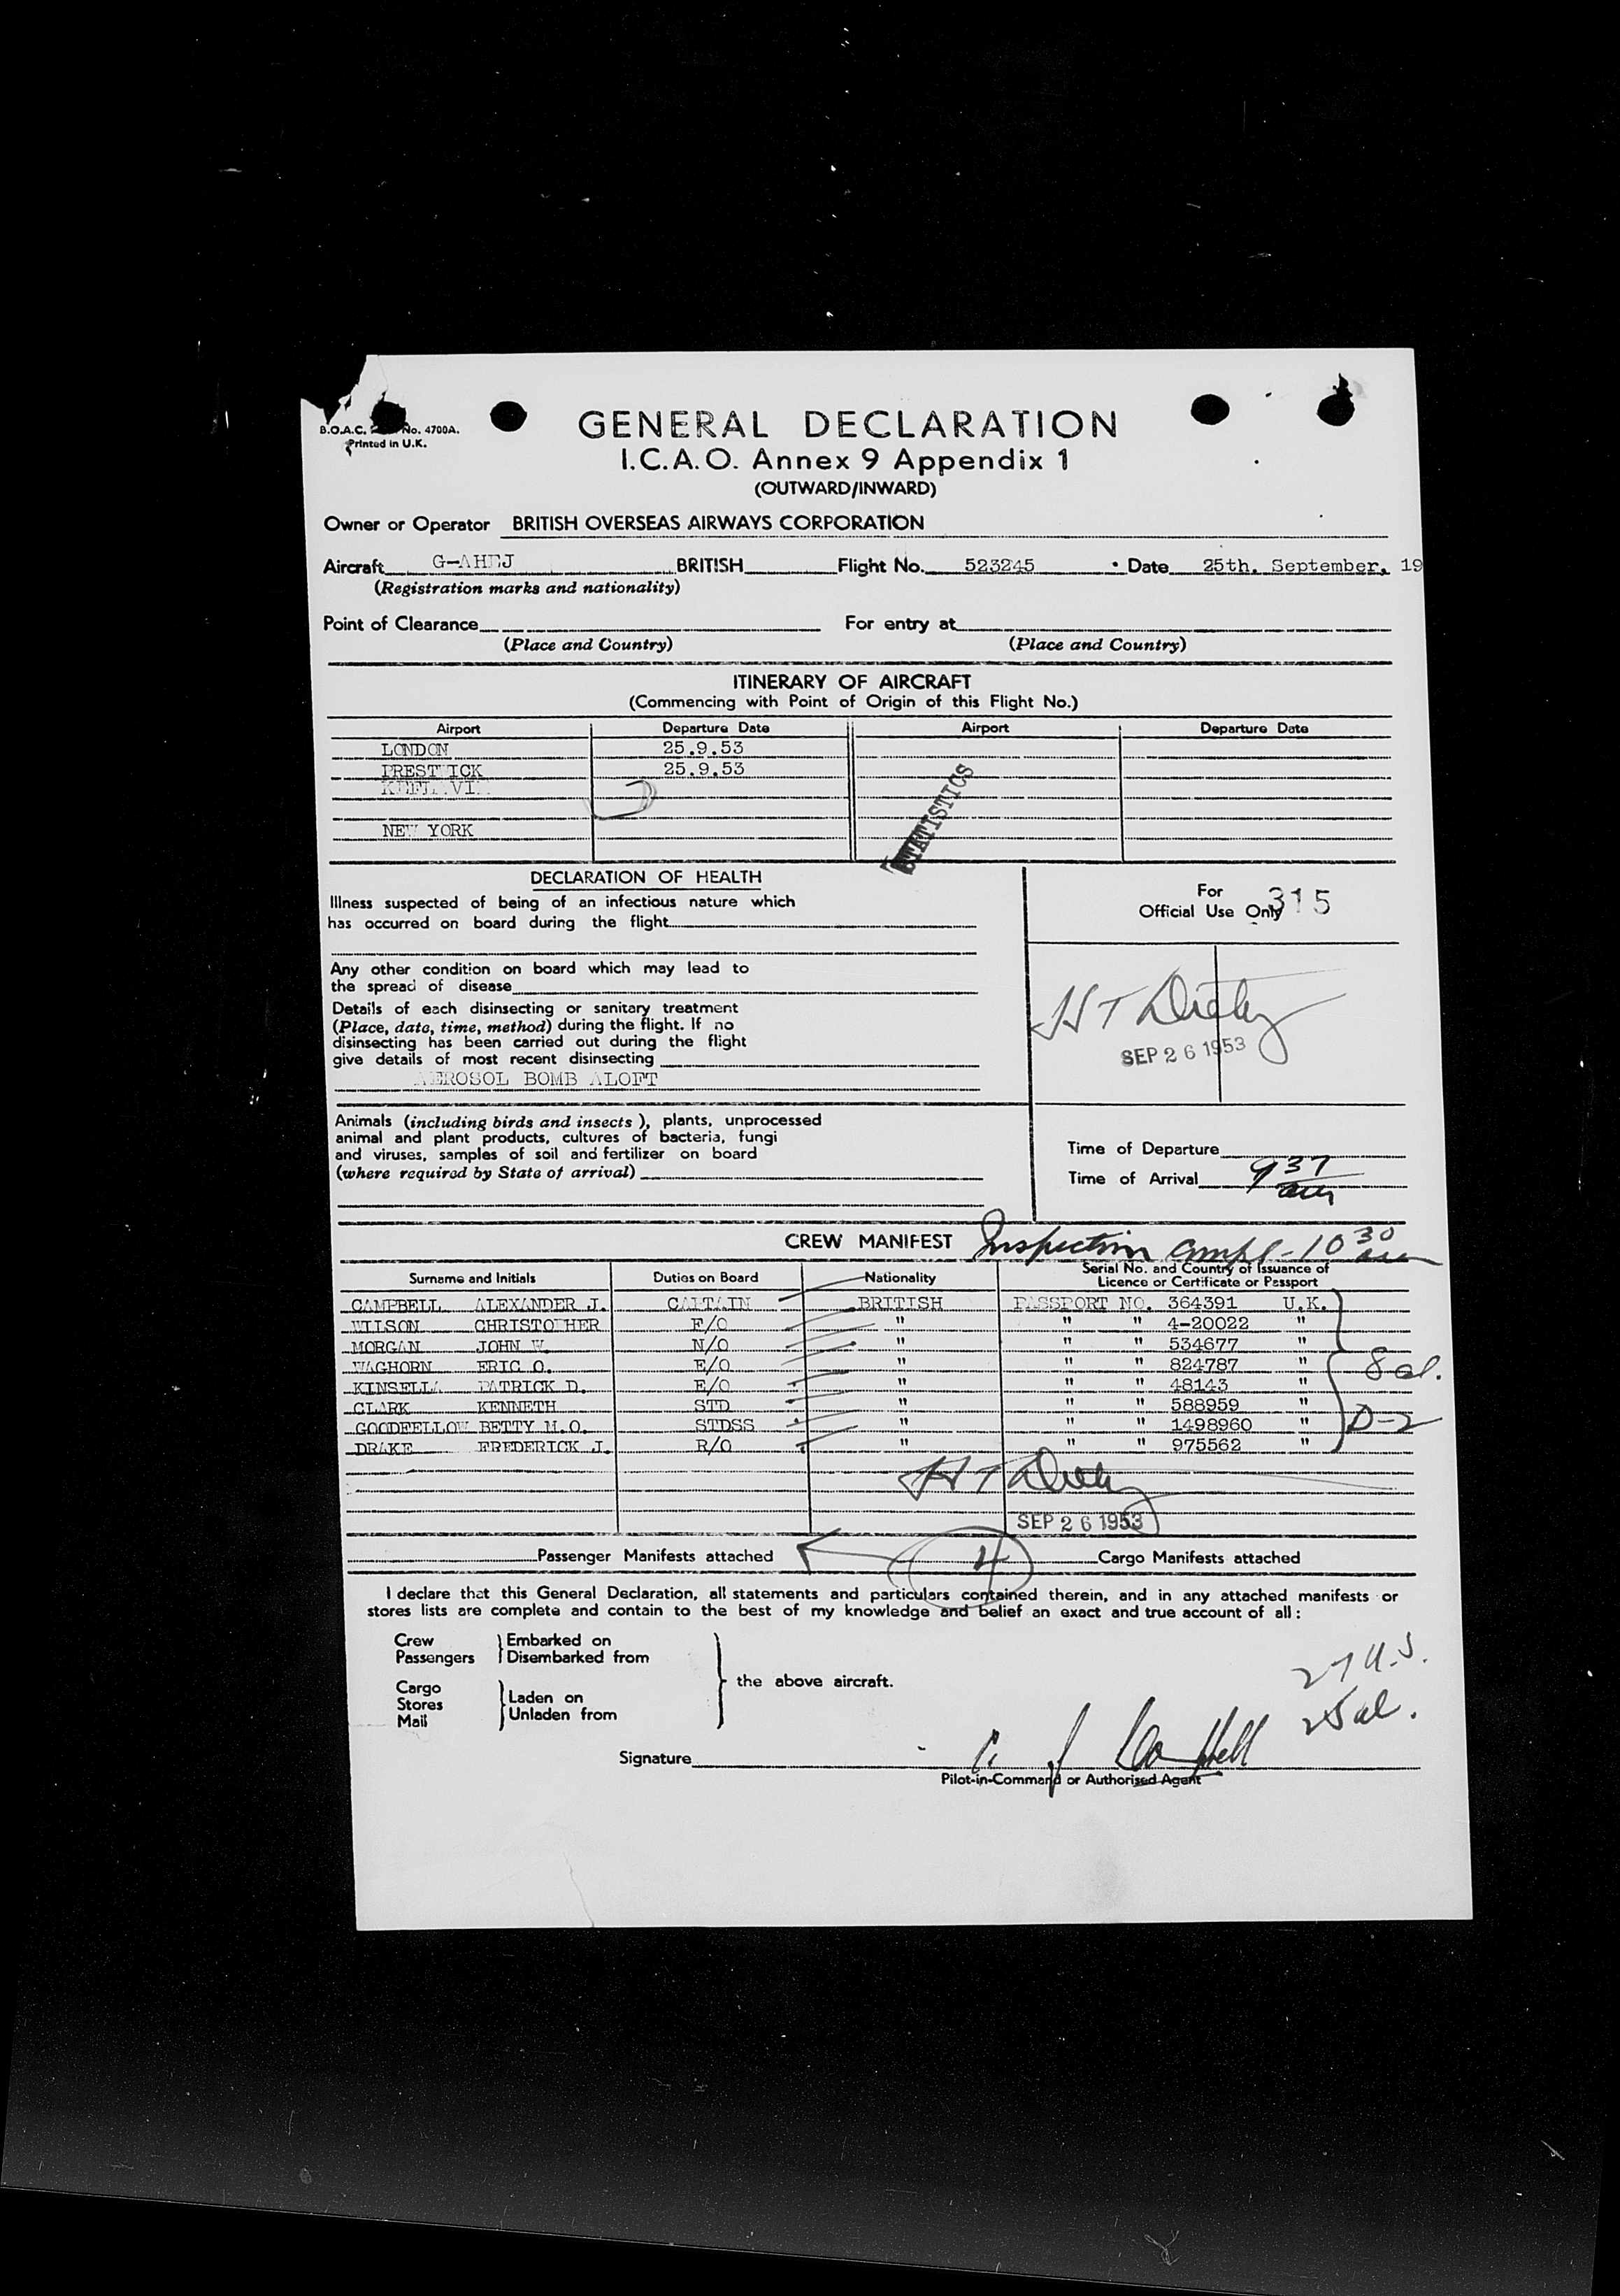 B.O.A.C. No. 4700A.
Printed in U.K.
GENERAL DECLARATION
I.C.A.O. Annex 9 Appendix 1
(OUTWARD/INWARD)
Owner or Operator BRITISH OVERSEAS AIRWAYS CORPORATION
Aircraft G-AHEJ BRITISH Flight No. 523245 Date 25th. September, 19
(Registration marks and nationality)
Point of Clearance For entry at
(Place and Country) (Place and Country)
ITINERARY OF AIRCRAFT
(Commencing with Point of Origin of this Flight No.)
Airport Departure Date Airport Departure Date
LONDON 25.9.53
PRESTWICK 25.9.53
NEW YORK
STATISTICS
DECLARATION OF HEALTH
Illness suspected of being of an infectious nature which
has occurred on board during the flight
Any other condition on board which may lead to
the spread of disease
Details of each disinsecting or sanitary treatment
(Place, date, time, method) during the flight. If no
disinsecting has been carried out during the flight
give details of most recent disinsecting
AEROSOL BOMB ALOFT
Animals (including birds and insects), plants, unprocessed
animal and plant products, cultures of bacteria, fungi
and viruses, samples of soil and fertilizer on board
(where required by State of arrival)
For
Official Use Only 315
SEP 26 1953
Time of Departure
Time of Arrival 9 37
am
CREW MANIFEST Inspection compl - 10 30 am
Surname and Initials Duties on Board Nationality Serial No. and Country of Issuance of
Licence or Certificate or Passport
CAMPBELL ALEXANDER J. CAPTAIN BRITISH PASSPORT NO. 364391 U.K.
WILSON CHRISTOPHER F/O " " " 4-20022 "
MORGAN JOHN W. N/O " " " 534677 "
WAGHORN ERIC O. E/O " " " 824787 "
KINSELLA PATRICK D. E/O " " " 48143 "
CLARK KENNETH STD " " " 588959 "
GOODFELLOW BETTY M.O. STDSS " " " 1498960 "
DRAKE FREDERICK J. R/O " " " 975562 "
8 al.
D-2
SEP 26 1953
Passenger Manifests attached 4 Cargo Manifests attached
I declare that this General Declaration, all statements and particulars contained therein, and in any attached manifests or
stores lists are complete and contain to the best of my knowledge and belief an exact and true account of all :
Crew Embarked on
Passengers Disembarked from
the above aircraft.
Cargo
Stores Laden on
Mail Unladen from
27 U.S.
25 al.
Signature
Pilot-in-Command or Authorised Agent